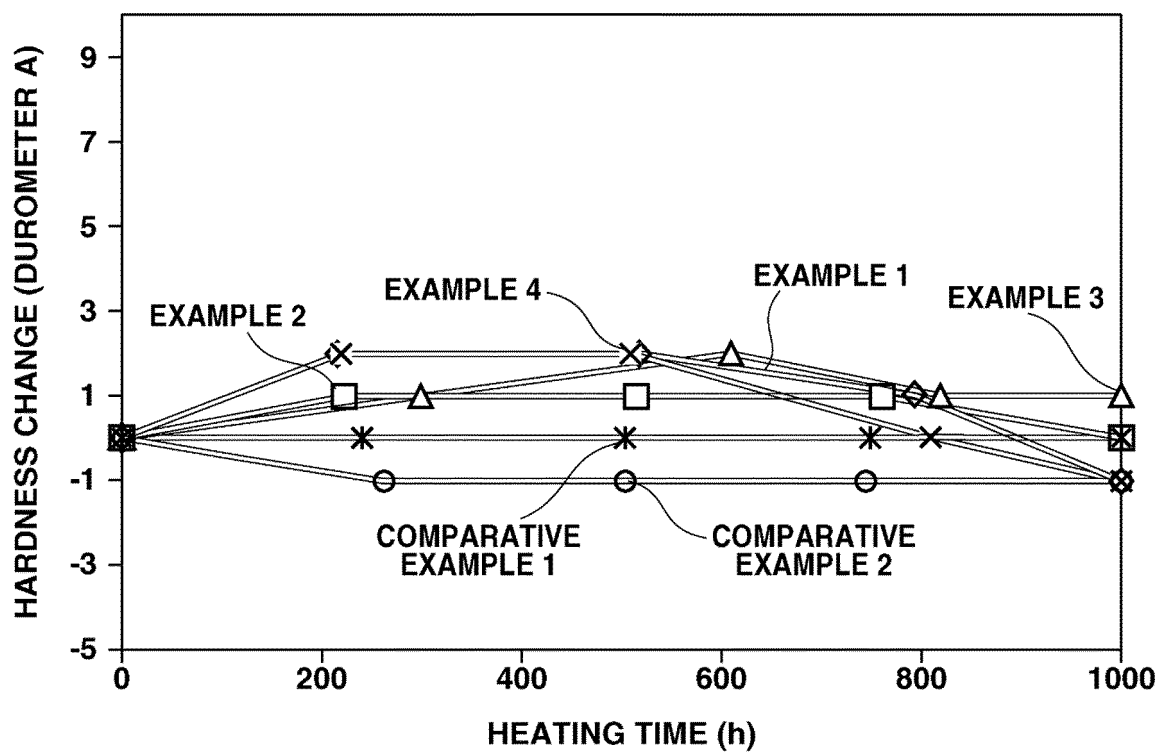 HARDNESS CHANGE (DUROMETER A)
9
7
5
3
1
-1
-3
-5
EXAMPLE 1
EXAMPLE 4
EXAMPLE 3
EXAMPLE 2
COMPARATIVE
EXAMPLE 1
COMPARATIVE
EXAMPLE 2
0
200
400
600
800
1000
HEATING TIME (h)